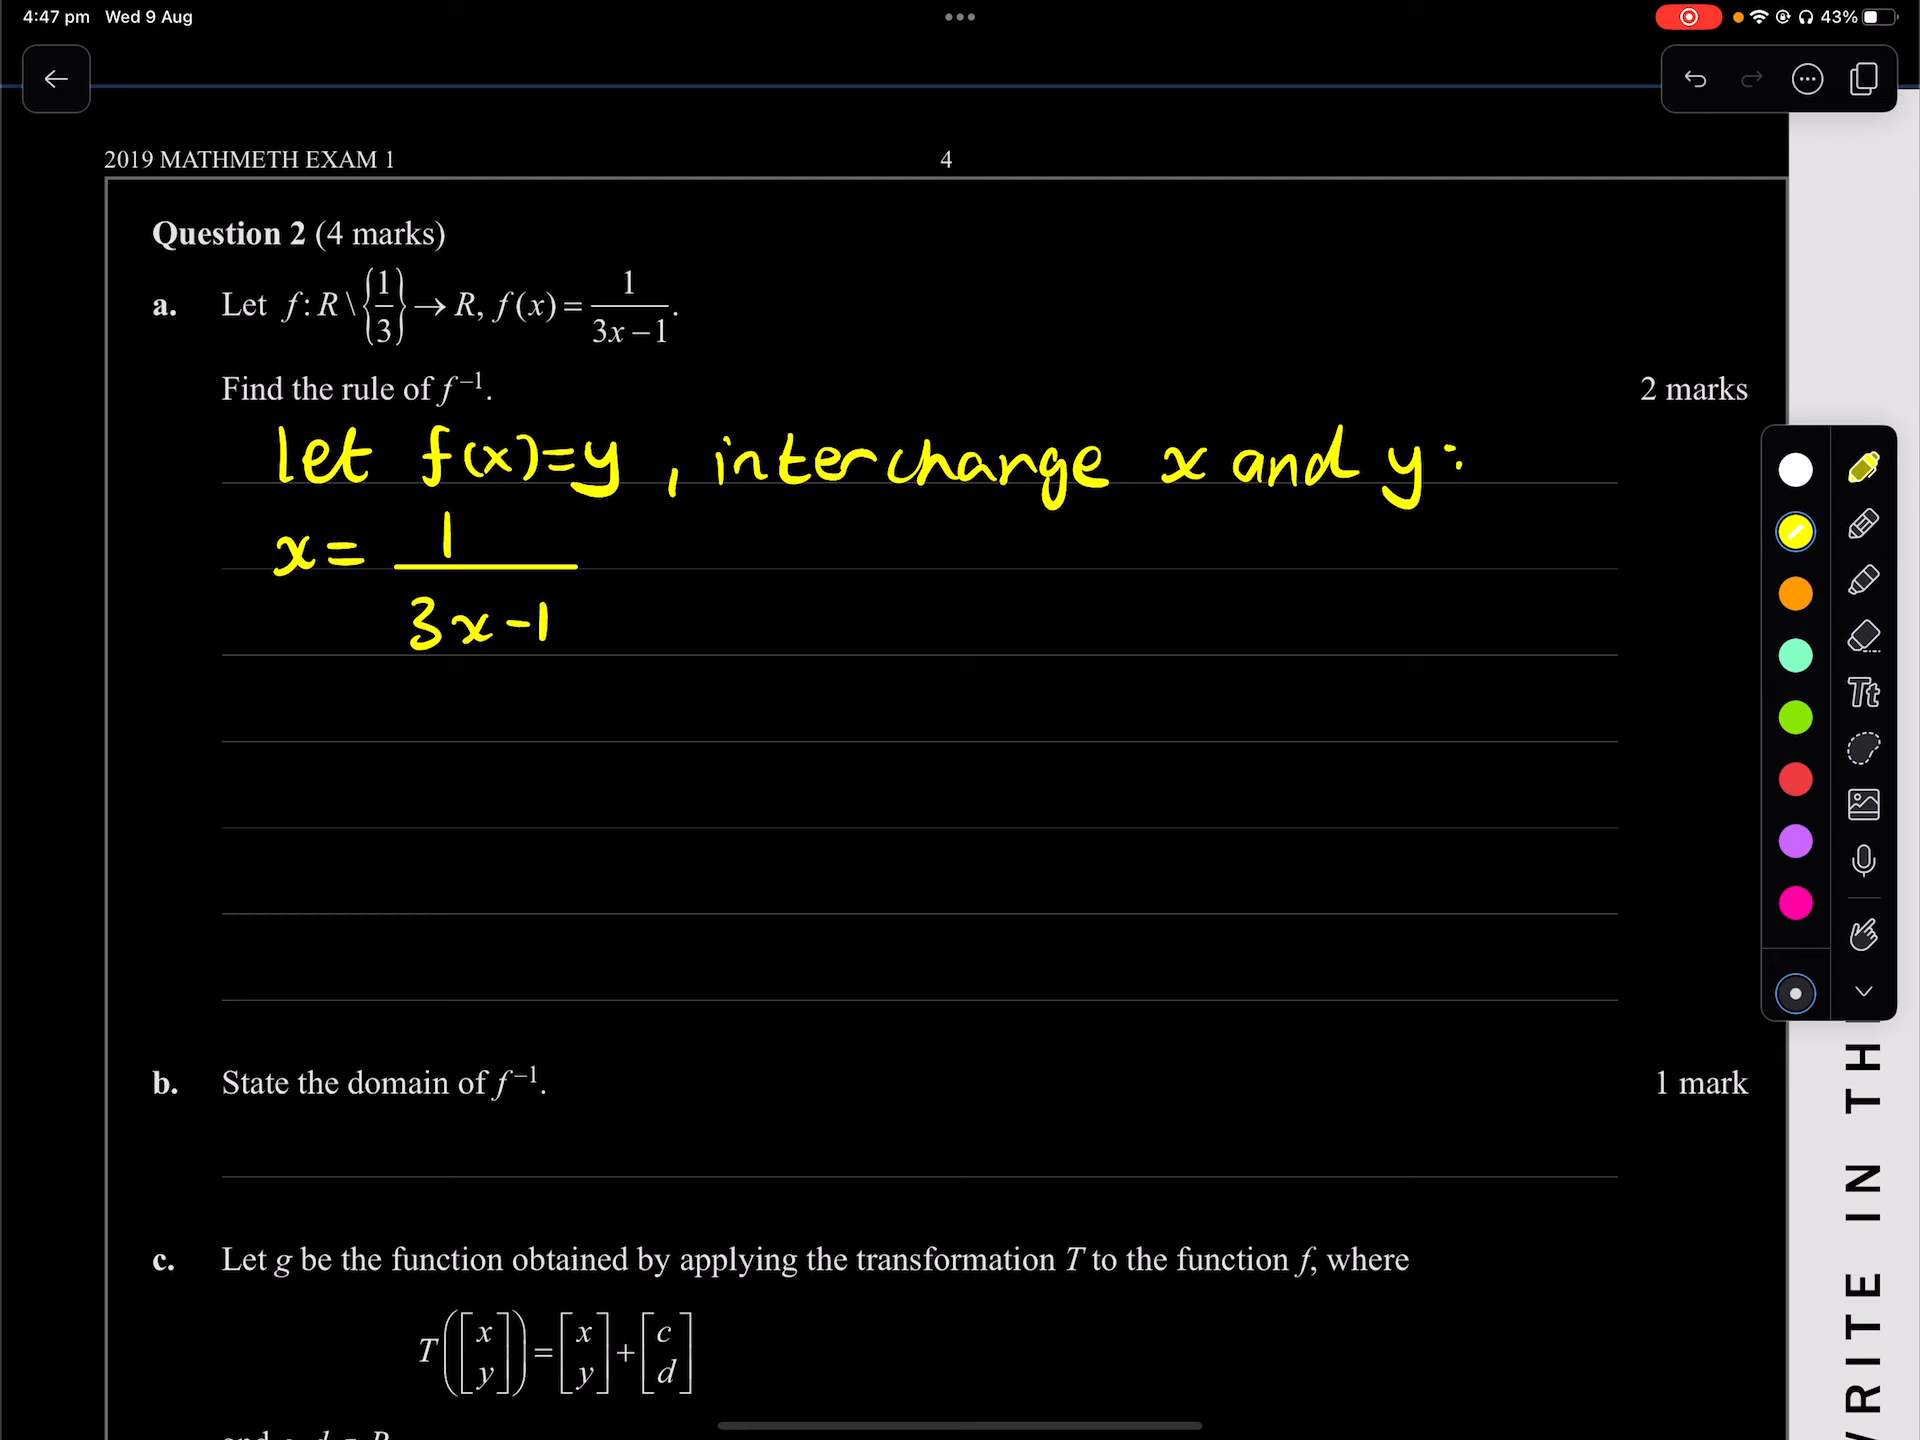 4:47 pm Wed 9 Aug
43%
2019 MATHMETH EXAM 1
4
Question 2 (4 marks)
a. Let f: R \ {1/3} → R, f(x) = 1/(3x − 1).
Find the rule of f⁻¹.
2 marks
let f(x)=y , interchange x and y:
x = 1/(3x-1)
b. State the domain of f⁻¹.
1 mark
c. Let g be the function obtained by applying the transformation T to the function f, where
T([x y]) = [x y] + [c d]
Tt
RITE IN TH